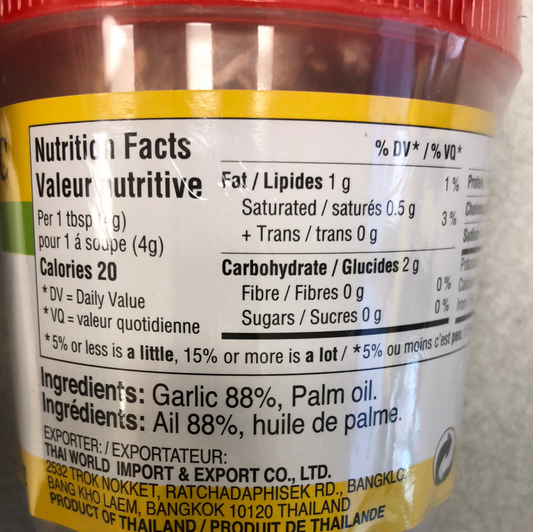 Nutrition Facts
Valeur nutritive
Per 1 tbsp g)
pour 1 á soupe (4g)
Calories 20
* DV = Daily Value
* VQ = valeur quotidienne
% DV* / % VQ*
Fat / Lipides 1 g 1 %
Saturated / saturés 0.5 g 3 %
+ Trans / trans 0 g
Carbohydrate / Glucides 2 g
Fibre / Fibres 0 g 0 %
Sugars / Sucres 0 g 0 %
*5% or less is a little, 15% or more is a lot / *5% ou moins c'est peu
Ingredients: Garlic 88%, Palm oil.
Ingrédients: Ail 88%, huile de palme.
EXPORTER: / EXPORTATEUR:
THAI WORLD IMPORT & EXPORT CO., LTD.
2532 TROK NOKKET, RATCHADAPHISEK RD., BANGKLO
BANG KHO LAEM, BANGKOK 10120 THAILAND
PRODUCT OF THAILAND / PRODUIT DE THAILANDE